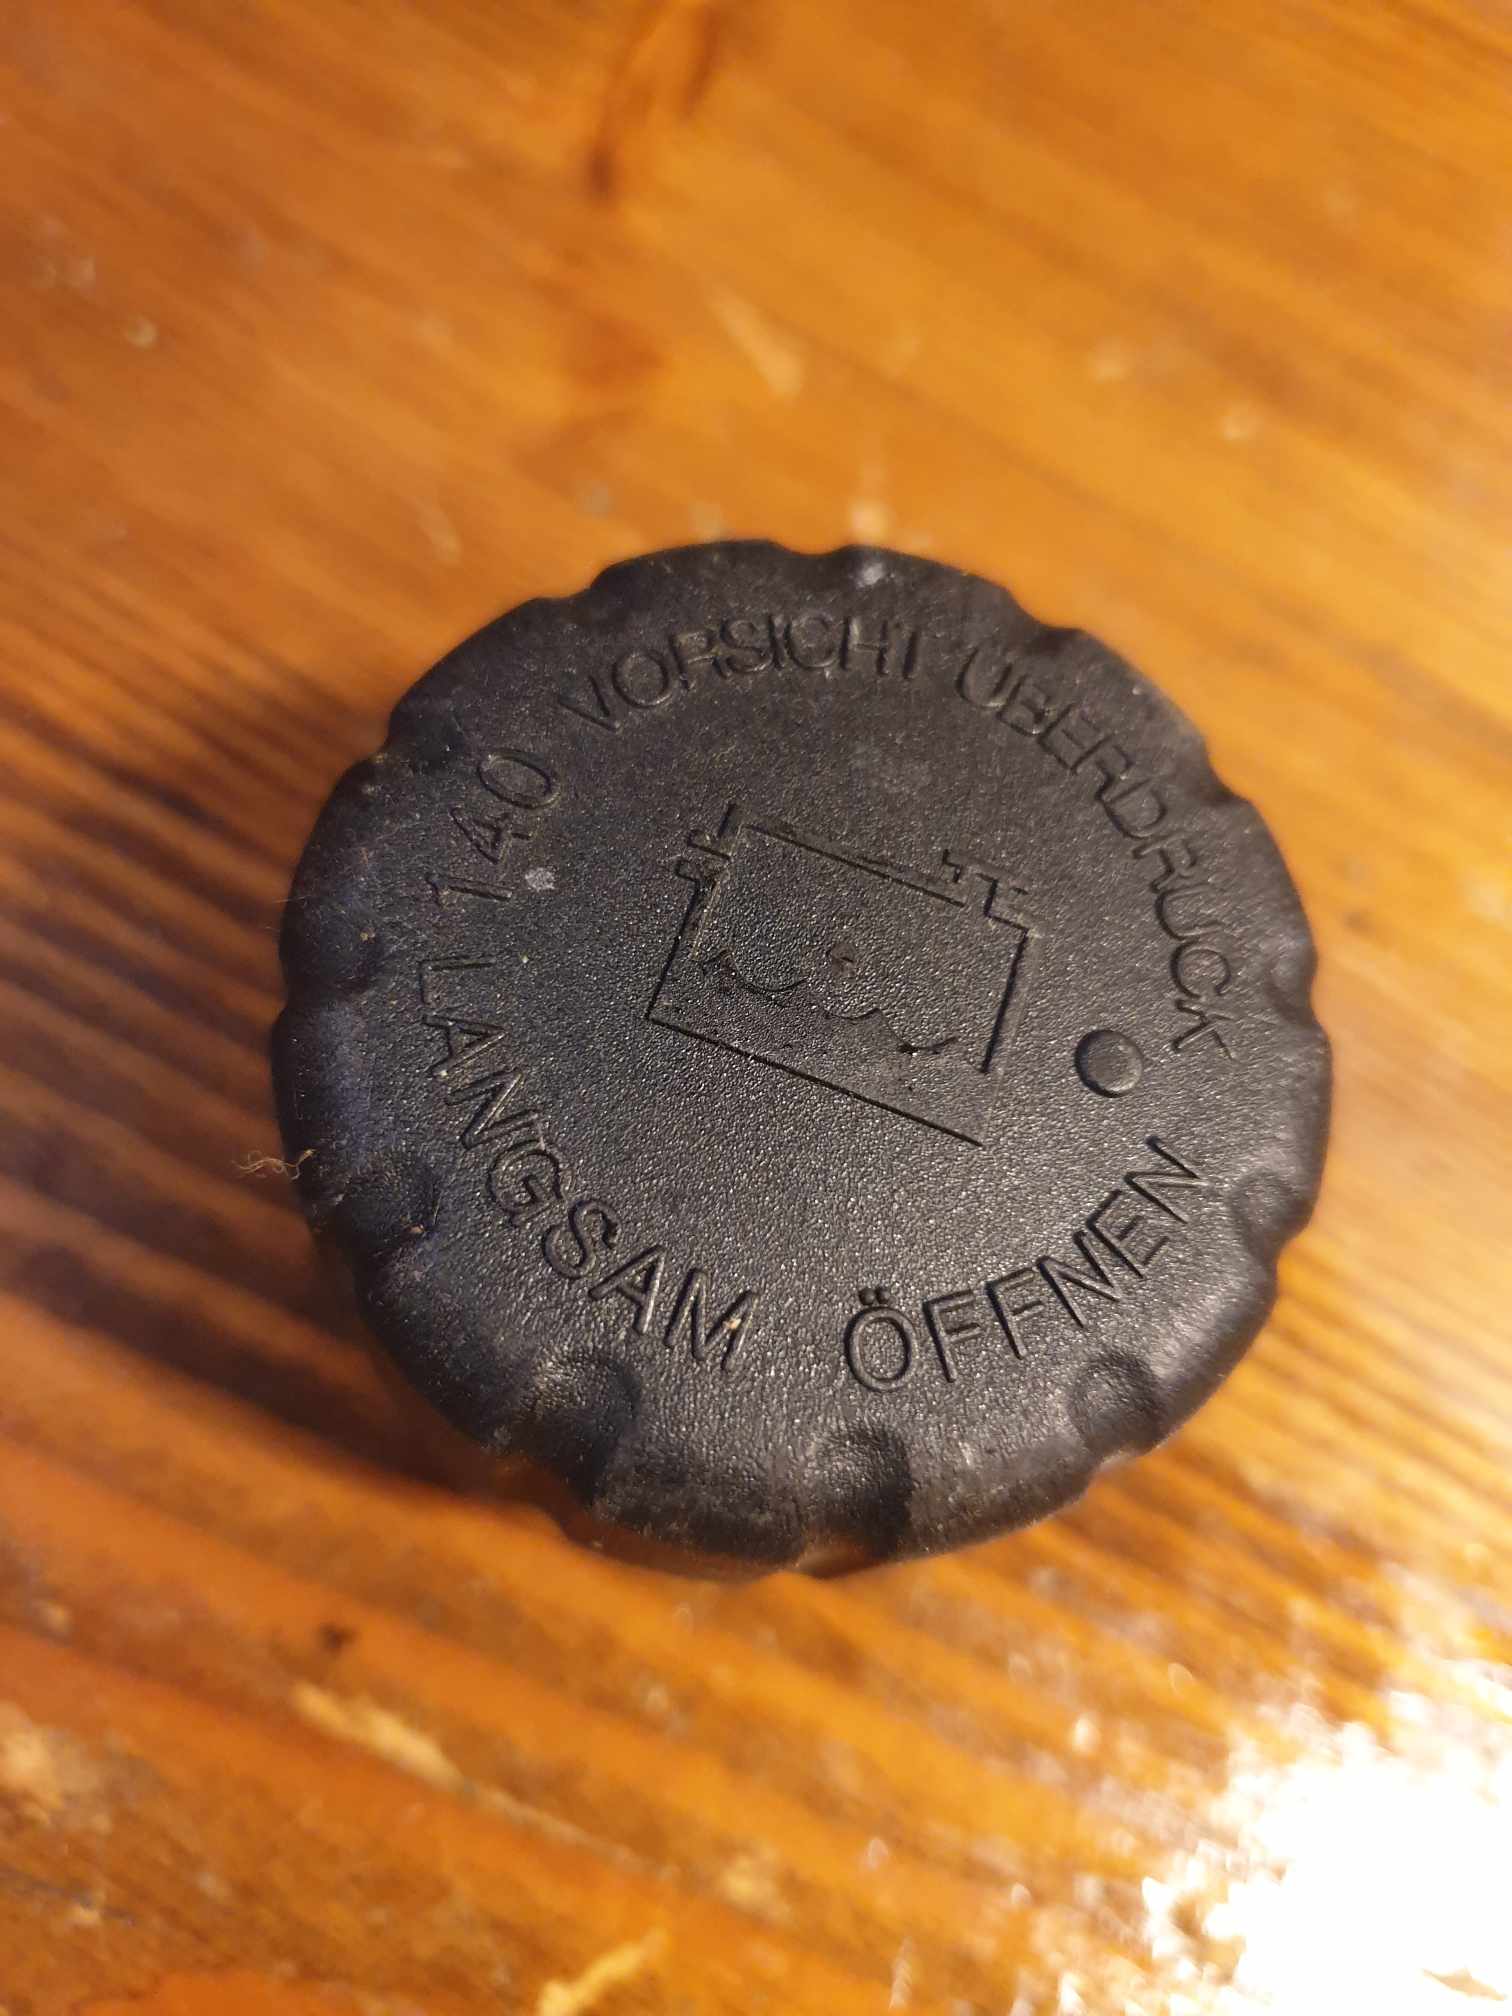 140 VORSICHT ÜBERDRUCK
LANGSAM ÖFFNEN